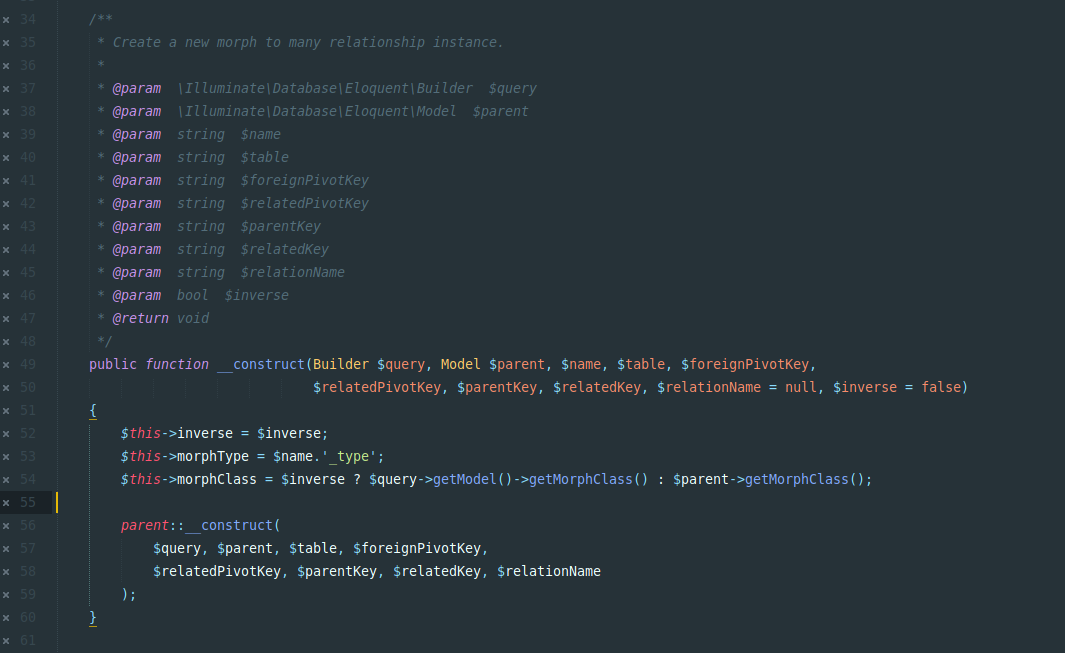 × 34 /**
× 35 * Create a new morph to many relationship instance.
× 36 *
× 37 * @param  \Illuminate\Database\Eloquent\Builder  $query
× 38 * @param  \Illuminate\Database\Eloquent\Model  $parent
× 39 * @param  string  $name
× 40 * @param  string  $table
× 41 * @param  string  $foreignPivotKey
× 42 * @param  string  $relatedPivotKey
× 43 * @param  string  $parentKey
× 44 * @param  string  $relatedKey
× 45 * @param  string  $relationName
× 46 * @param  bool  $inverse
× 47 * @return void
× 48 */
× 49 public function __construct(Builder $query, Model $parent, $name, $table, $foreignPivotKey,
× 50 $relatedPivotKey, $parentKey, $relatedKey, $relationName = null, $inverse = false)
× 51 {
× 52 $this->inverse = $inverse;
× 53 $this->morphType = $name.'_type';
× 54 $this->morphClass = $inverse ? $query->getModel()->getMorphClass() : $parent->getMorphClass();
× 55
× 56 parent::__construct(
× 57 $query, $parent, $table, $foreignPivotKey,
× 58 $relatedPivotKey, $parentKey, $relatedKey, $relationName
× 59 );
× 60 }
× 61